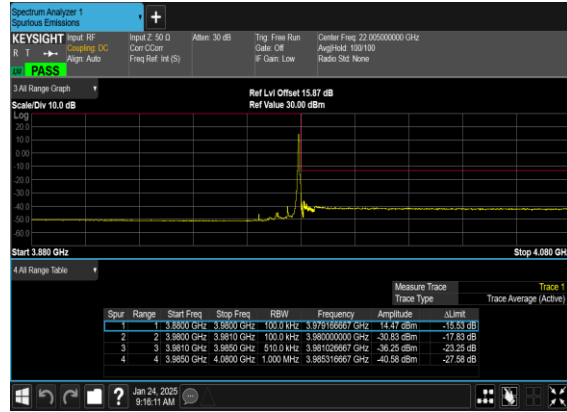 Spectrum Analyzer 1
Spurious Emissions
KEYSIGHT Input: RF Input Z: 50 Ω Atten: 30 dB Trig: Free Run Center Freq: 22.005000000 GHz
R T Coupling: DC Corr CCorr Gate: Off Avg|Hold: 100/100
Align: Auto Freq Ref: Int (S) IF Gain: Low Radio Std: None
PASS
3 All Range Graph
Ref Lvl Offset 15.87 dB
Scale/Div 10.0 dB Ref Value 30.00 dBm
Log
20.0
10.0
0.00
-10.0
-20.0
-30.0
-40.0
-50.0
-60.0
Start 3.880 GHz Stop 4.080 GH
4 All Range Table
Measure Trace Trace 1
Trace Type Trace Average (Active)
Spur Range Start Freq Stop Freq RBW Frequency Amplitude ΔLimit
1 1 3.8800 GHz 3.9800 GHz 100.0 kHz 3.979166667 GHz 14.47 dBm -15.53 dB
2 2 3.9800 GHz 3.9810 GHz 100.0 kHz 3.980000000 GHz -30.83 dBm -17.83 dB
3 3 3.9810 GHz 3.9850 GHz 510.0 kHz 3.981026667 GHz -36.25 dBm -23.25 dB
4 4 3.9850 GHz 4.0800 GHz 1.000 MHz 3.985316667 GHz -40.58 dBm -27.58 dB
? Jan 24, 2025
9:16:11 AM